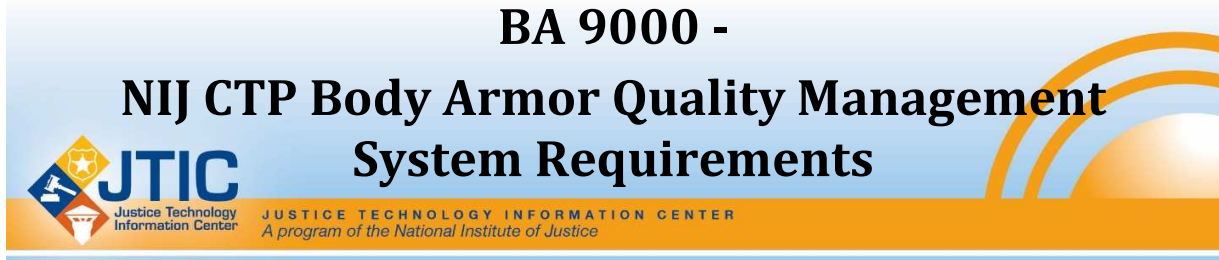 BA 9000 -
NIJ CTP Body Armor Quality Management
System Requirements
JTIC
Justice Technology
Information Center
JUSTICE TECHNOLOGY INFORMATION CENTER
A program of the National Institute of Justice